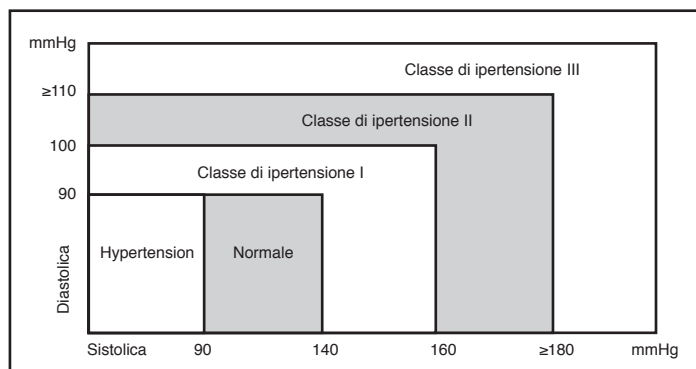 mmHg
Classe di ipertensione III
≥110
Classe di ipertensione II
100
Classe di ipertensione I
90
Hypertension Normale
Diastolica
Sistolica 90 140 160 ≥180 mmHg